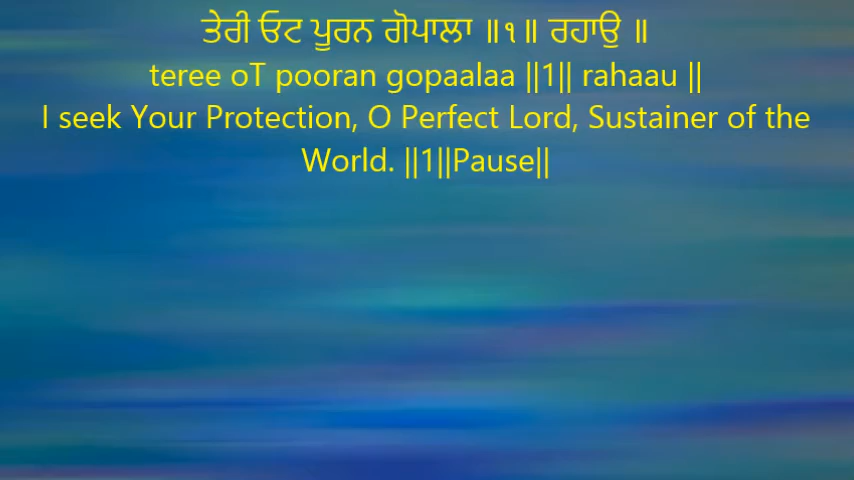 ਤੇਰੀ ਓਟ ਪੂਰਨ ਗੋਪਾਲਾ ॥੧॥ ਰਹਾਉ ॥
teree oT pooran gopaalaa ||1|| rahaau ||
I seek Your Protection, O Perfect Lord, Sustainer of the
World. ||1||Pause||